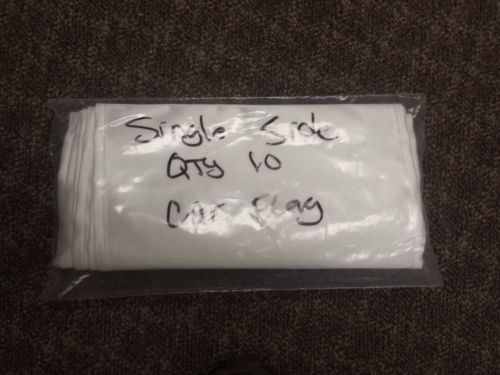 Single Side
QTY 10
Car Flag